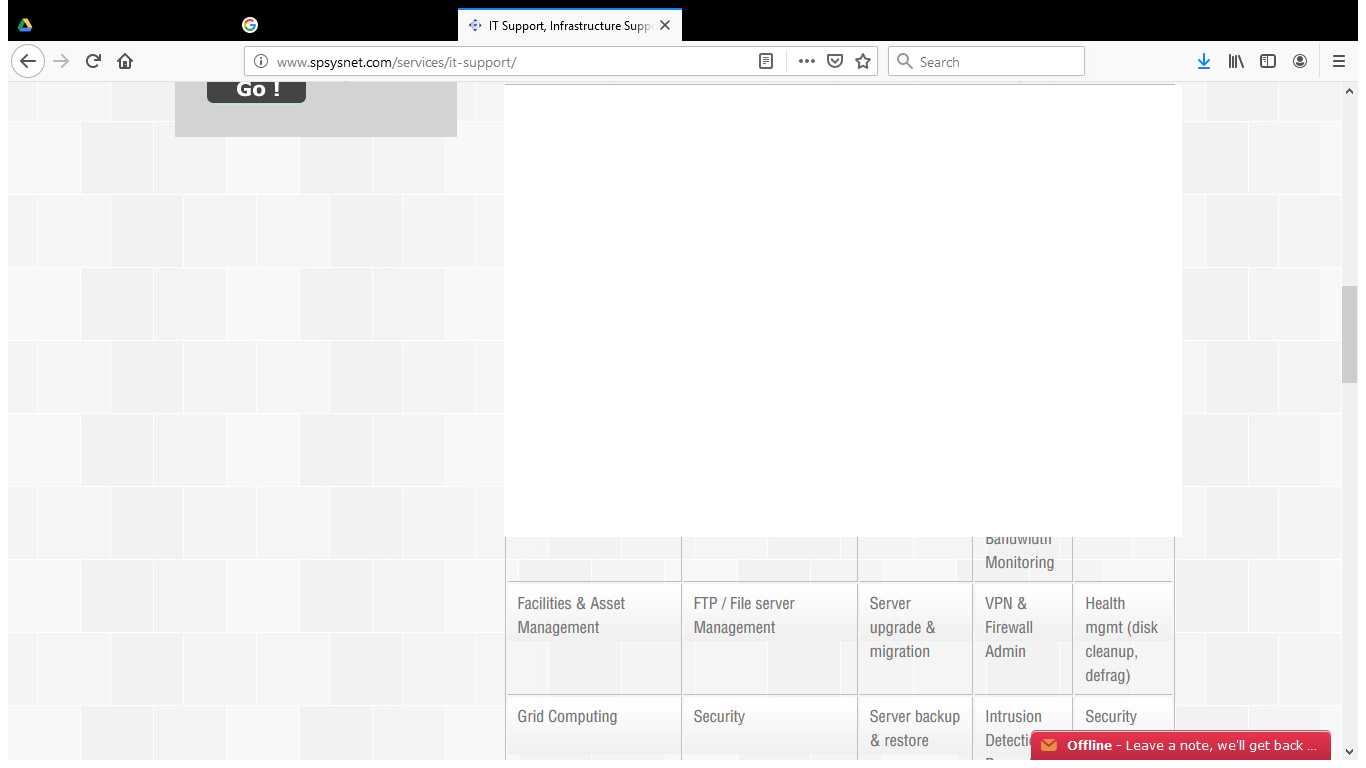 IT Support, Infrastructure Supp
www.spsysnet.com/services/it-support/
Search
Go !
Bandwidth
Monitoring
Facilities & Asset
Management
FTP / File server
Management
Server
upgrade &
migration
VPN &
Firewall
Admin
Health
mgmt (disk
cleanup,
defrag)
Grid Computing
Security
Server backup
& restore
Intrusion
Security
Offline - Leave a note, we'll get back ...